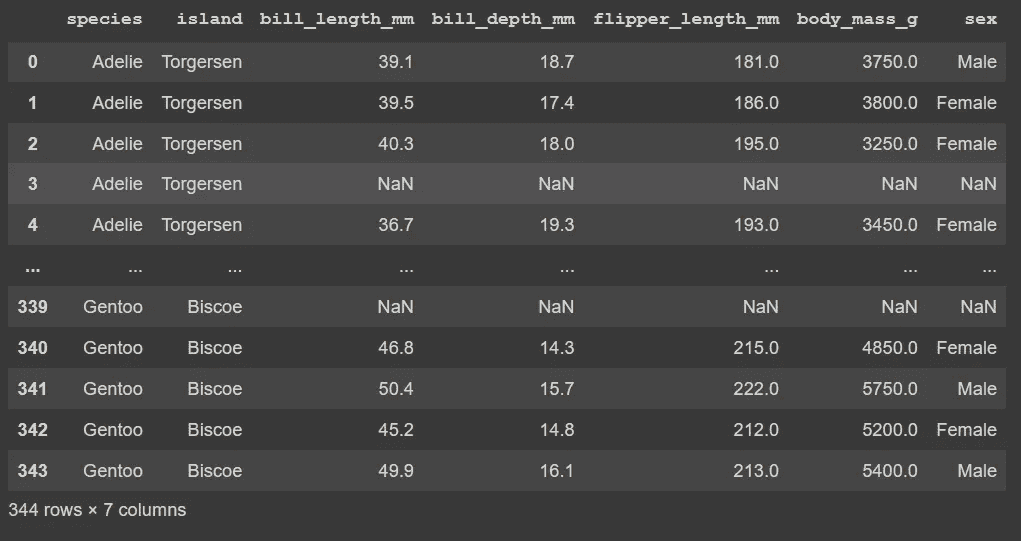 species island bill_length_mm bill_depth_mm flipper_length_mm body_mass_g sex
0 Adelie Torgersen 39.1 18.7 181.0 3750.0 Male
1 Adelie Torgersen 39.5 17.4 186.0 3800.0 Female
2 Adelie Torgersen 40.3 18.0 195.0 3250.0 Female
3 Adelie Torgersen NaN NaN NaN NaN NaN
4 Adelie Torgersen 36.7 19.3 193.0 3450.0 Female
... ... ... ... ... ... ... ...
339 Gentoo Biscoe NaN NaN NaN NaN NaN
340 Gentoo Biscoe 46.8 14.3 215.0 4850.0 Female
341 Gentoo Biscoe 50.4 15.7 222.0 5750.0 Male
342 Gentoo Biscoe 45.2 14.8 212.0 5200.0 Female
343 Gentoo Biscoe 49.9 16.1 213.0 5400.0 Male
344 rows × 7 columns